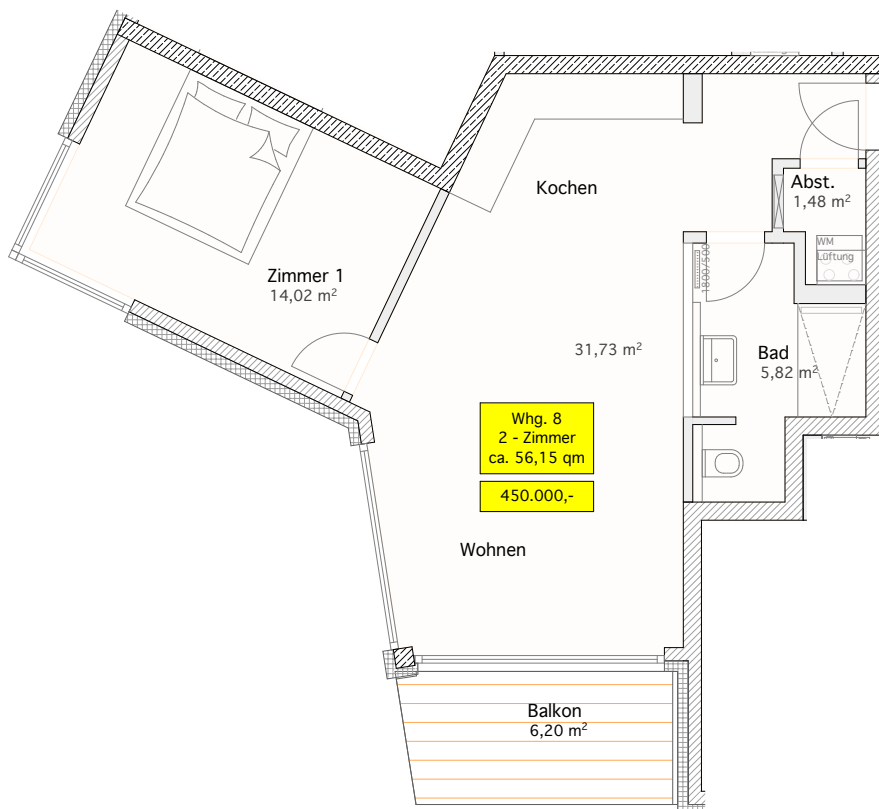 Kochen
Abst.
1,48 m²
WM
Lüftung
1800/500
Zimmer 1
14,02 m²
31,73 m²
Bad
5,82 m²
Whg. 8
2 - Zimmer
ca. 56,15 qm
450.000,-
Wohnen
Balkon
6,20 m²